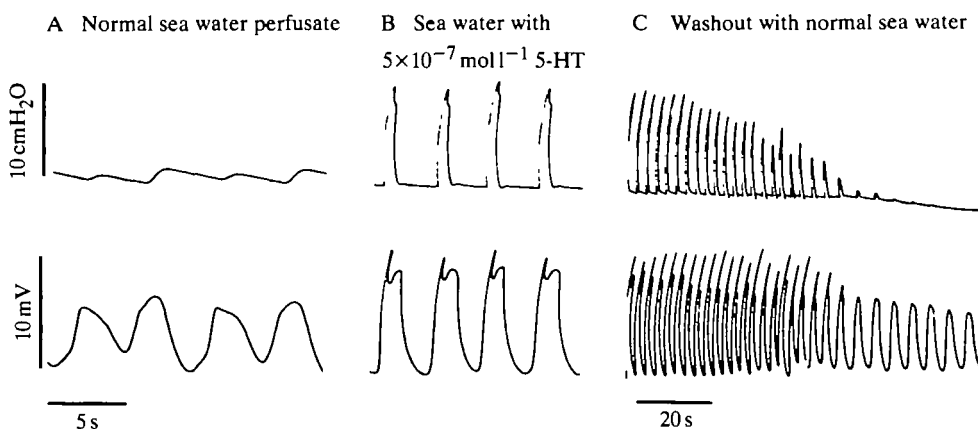 A Normal sea water perfusate
B Sea water with
5×10⁻⁷ mol l⁻¹ 5-HT
C Washout with normal sea water
10 cmH₂O
10 mV
5 s
20 s